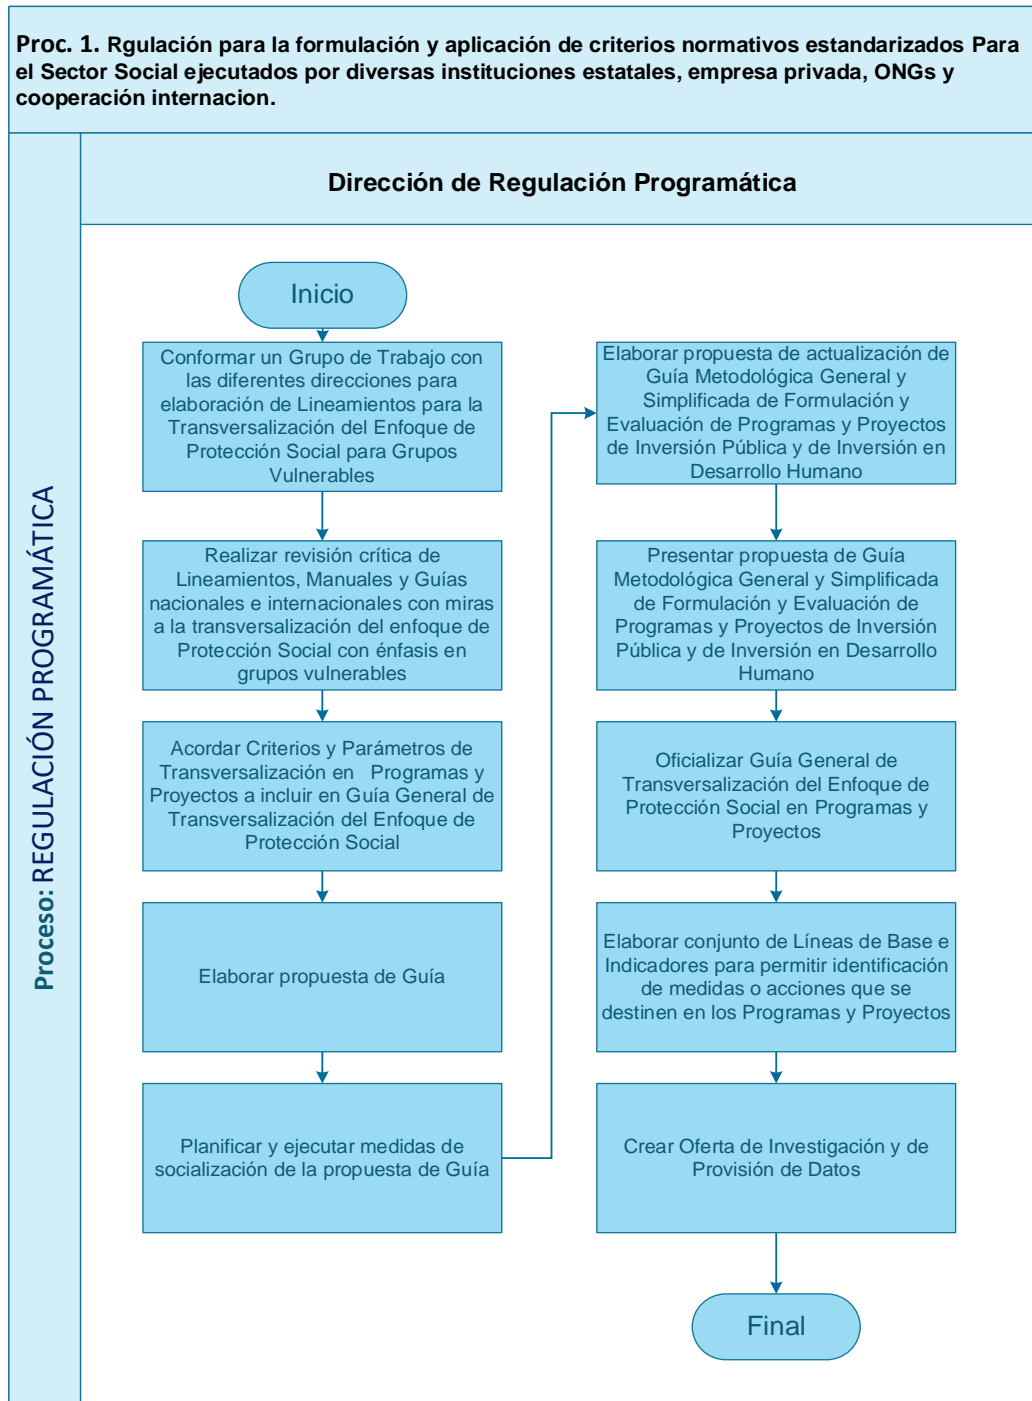 Proc. 1. Rgulación para la formulación y aplicación de criterios normativos estandarizados Para
el Sector Social ejecutados por diversas instituciones estatales, empresa privada, ONGs y
cooperación internacion.
Proceso: REGULACIÓN PROGRAMÁTICA
Dirección de Regulación Programática
Inicio
Conformar un Grupo de Trabajo con
las diferentes direcciones para
elaboración de Lineamientos para la
Transversalización del Enfoque de
Protección Social para Grupos
Vulnerables
Realizar revisión crítica de
Lineamientos, Manuales y Guías
nacionales e internacionales con miras
a la transversalización del enfoque de
Protección Social con énfasis en
grupos vulnerables
Acordar Criterios y Parámetros de
Transversalización en Programas y
Proyectos a incluir en Guía General de
Transversalización del Enfoque de
Protección Social
Elaborar propuesta de Guía
Planificar y ejecutar medidas de
socialización de la propuesta de Guía
Elaborar propuesta de actualización de
Guía Metodológica General y
Simplificada de Formulación y
Evaluación de Programas y Proyectos
de Inversión Pública y de Inversión en
Desarrollo Humano
Presentar propuesta de Guía
Metodológica General y Simplificada
de Formulación y Evaluación de
Programas y Proyectos de Inversión
Pública y de Inversión en Desarrollo
Humano
Oficializar Guía General de
Transversalización del Enfoque de
Protección Social en Programas y
Proyectos
Elaborar conjunto de Líneas de Base e
Indicadores para permitir identificación
de medidas o acciones que se
destinen en los Programas y Proyectos
Crear Oferta de Investigación y de
Provisión de Datos
Final